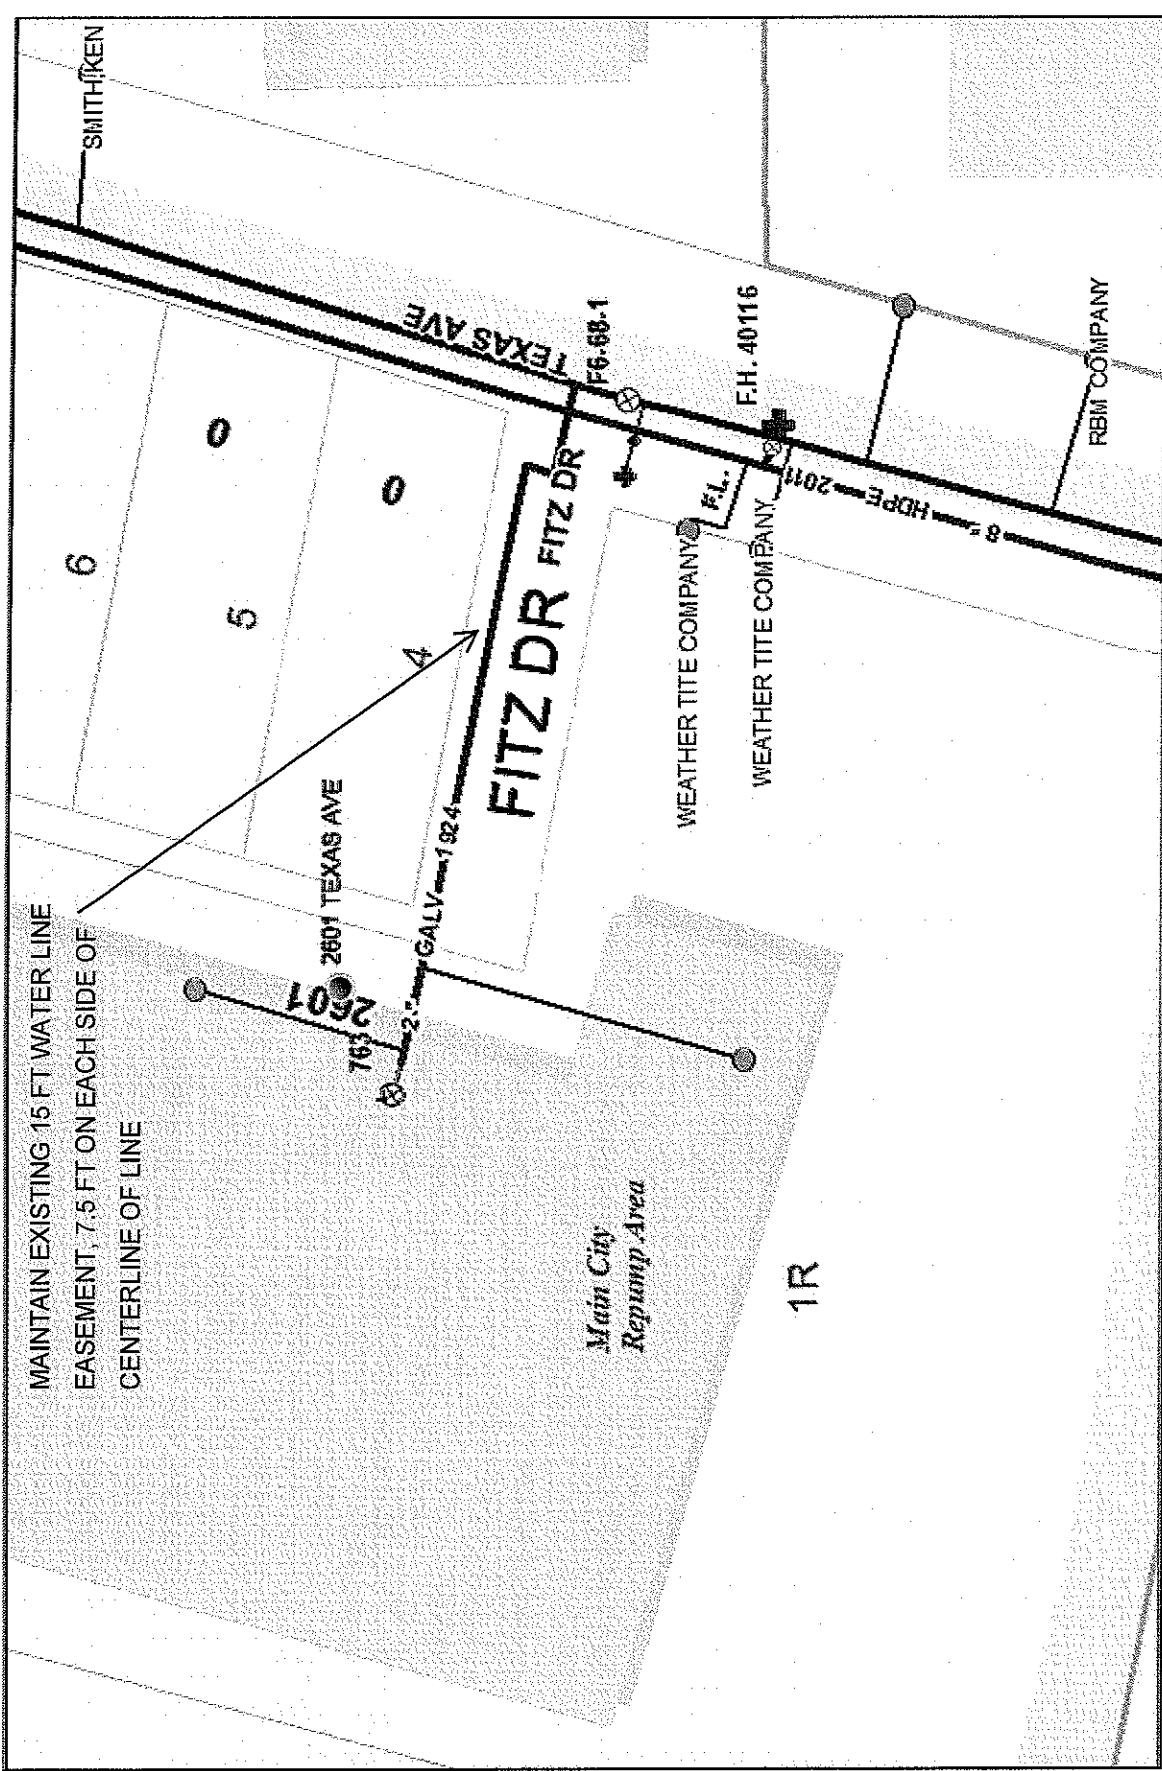 MAINTAIN EXISTING 15 FT WATER LINE
EASEMENT, 7.5 FT ON EACH SIDE OF
CENTERLINE OF LINE
SMITH,KEN
6
0
5
0
4
TEXAS AVE
2601 TEXAS AVE
2601
763
2" GALV 1924
FITZ DR
FITZ DR
F6-68-1
F.H. 40116
F.L.
WEATHER TITE COMPANY
WEATHER TITE COMPANY
8" HDPE 2011
RBM COMPANY
Main City
Repump Area
1R